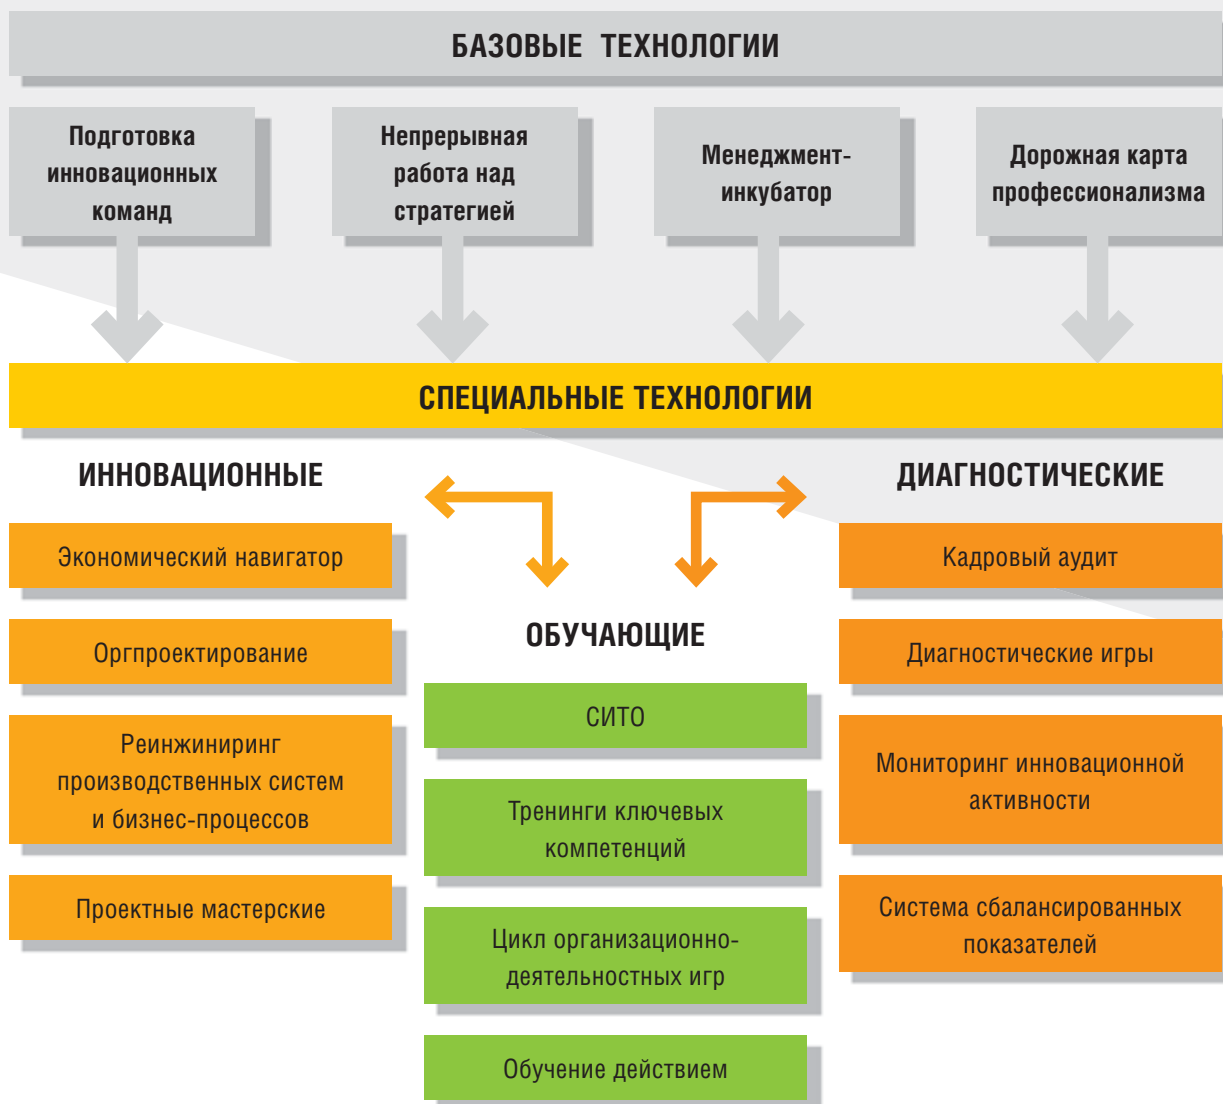 БАЗОВЫЕ ТЕХНОЛОГИИ
Подготовка
инновационных
команд
Непрерывная
работа над
стратегией
Менеджмент-
инкубатор
Дорожная карта
профессионализма
СПЕЦИАЛЬНЫЕ ТЕХНОЛОГИИ
ИННОВАЦИОННЫЕ
Экономический навигатор
Оргпроектирование
Реинжиниринг
производственных систем
и бизнес-процессов
Проектные мастерские
ОБУЧАЮЩИЕ
СИТО
Тренинги ключевых
компетенций
Цикл организационно-
деятельностных игр
Обучение действием
ДИАГНОСТИЧЕСКИЕ
Кадровый аудит
Диагностические игры
Мониторинг инновационной
активности
Система сбалансированных
показателей